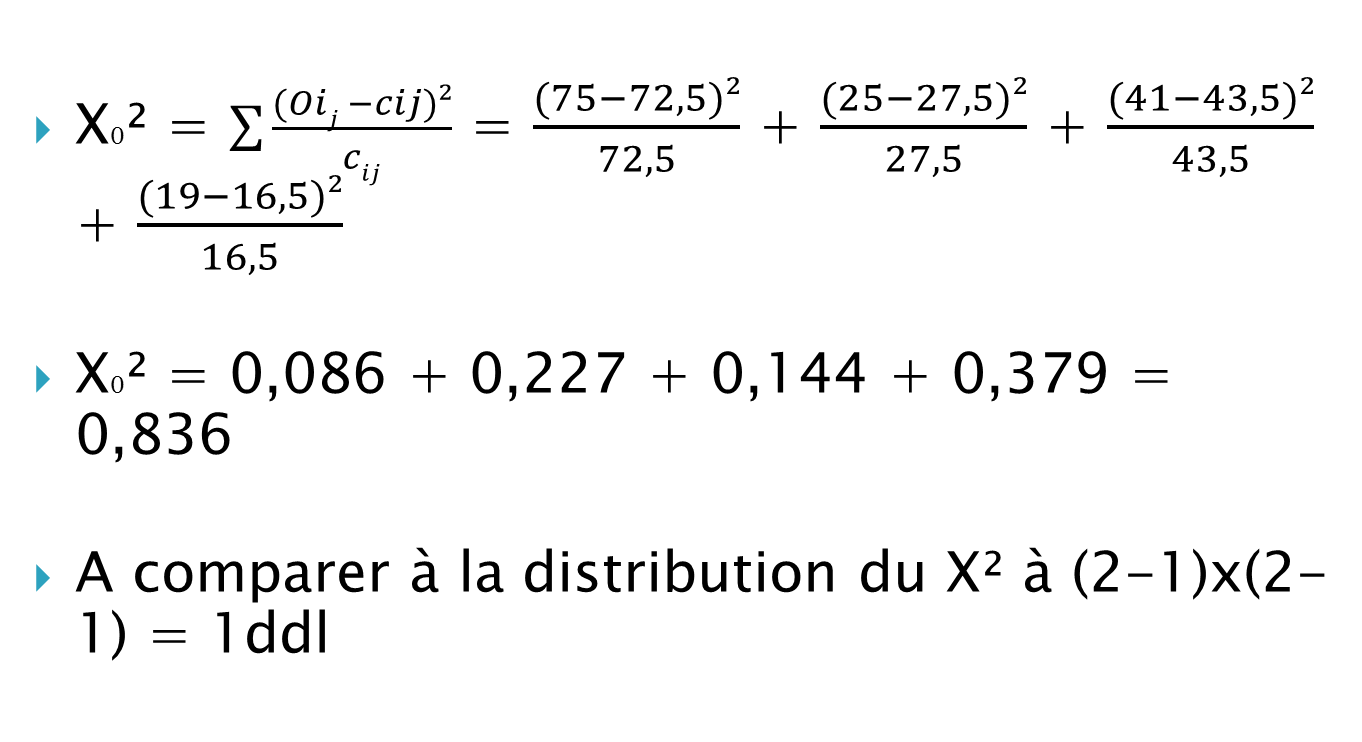 X₀² = ∑(Oi_j −cij)²/c_ij = (75−72,5)²/72,5 + (25−27,5)²/27,5 + (41−43,5)²/43,5
+ (19−16,5)²/16,5
X₀² = 0,086 + 0,227 + 0,144 + 0,379 =
0,836
A comparer à la distribution du X² à (2-1)x(2-
1) = 1ddl